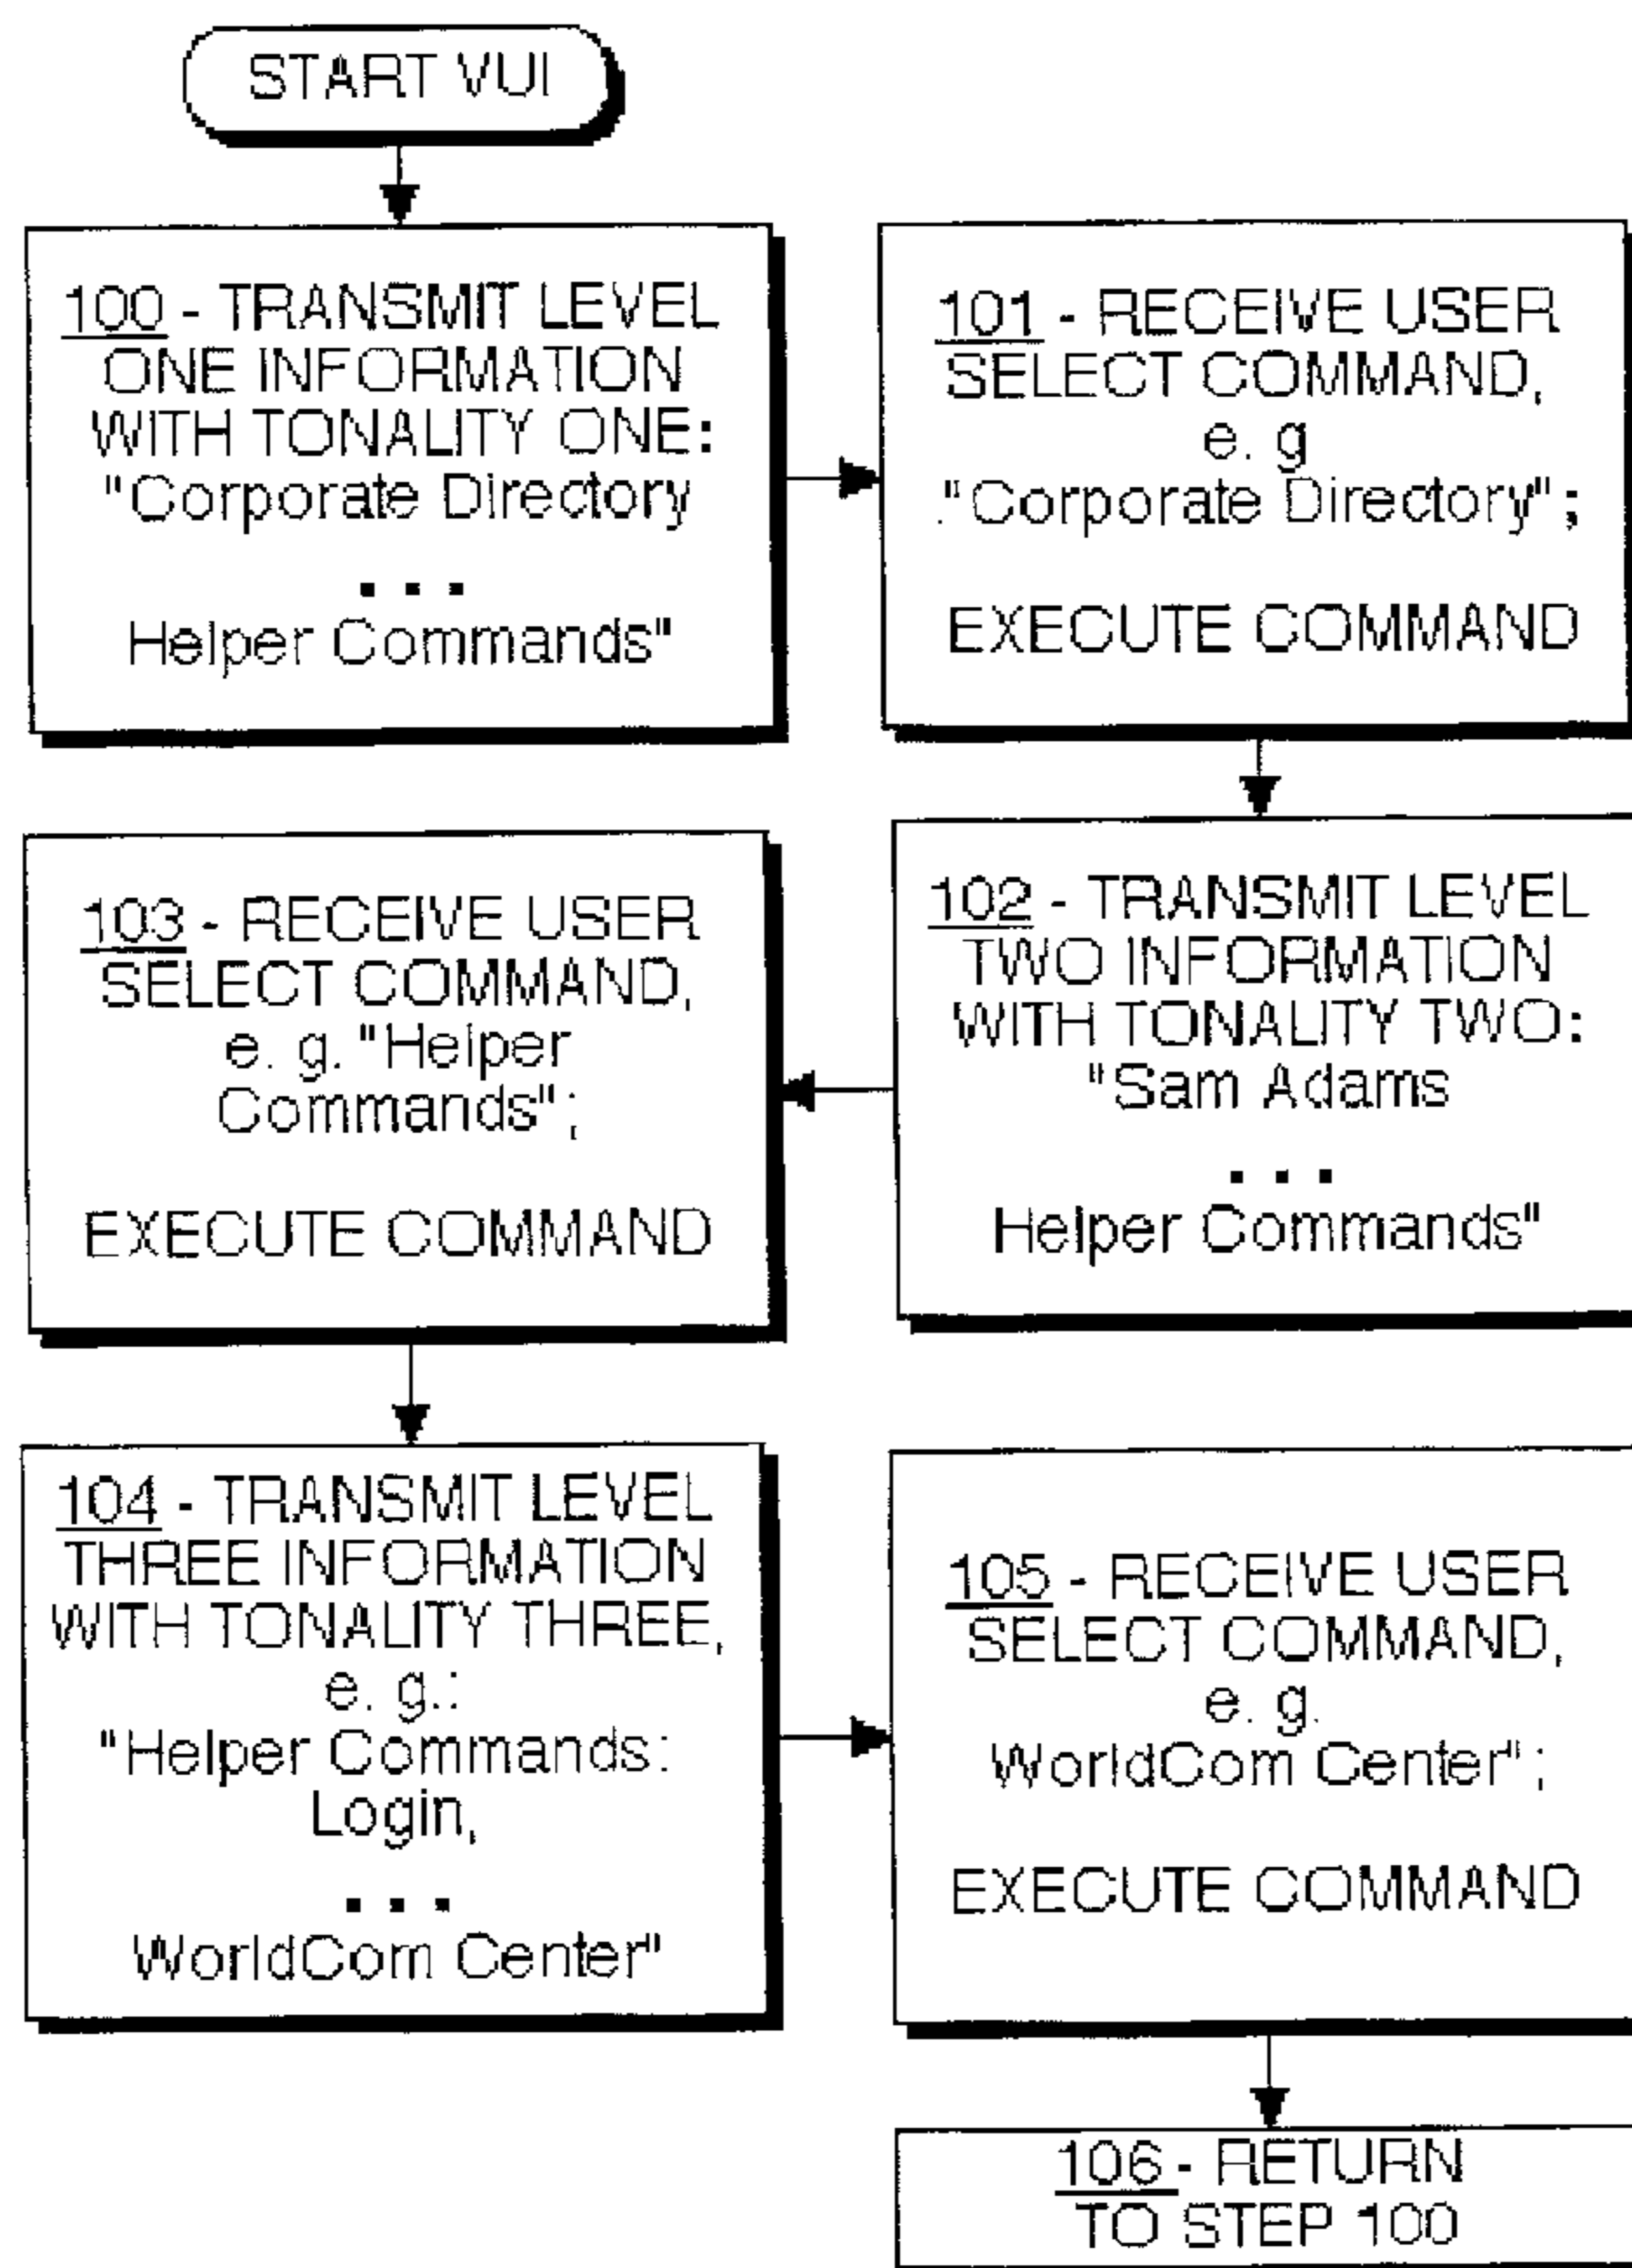 START VUI
100 - TRANSMIT LEVEL
ONE INFORMATION
WITH TONALITY ONE:
"Corporate Directory
...
Helper Commands"
101 - RECEIVE USER
SELECT COMMAND,
e. g
."Corporate Directory";
EXECUTE COMMAND
102 - TRANSMIT LEVEL
TWO INFORMATION
WITH TONALITY TWO:
"Sam Adams
...
Helper Commands"
103 - RECEIVE USER
SELECT COMMAND,
e. g. "Helper
Commands";
EXECUTE COMMAND
104 - TRANSMIT LEVEL
THREE INFORMATION
WITH TONALITY THREE,
e. g.:
"Helper Commands:
Login,
...
WorldCom Center"
105 - RECEIVE USER
SELECT COMMAND,
e. g.
WorldCom Center";
EXECUTE COMMAND
106 - RETURN
TO STEP 100